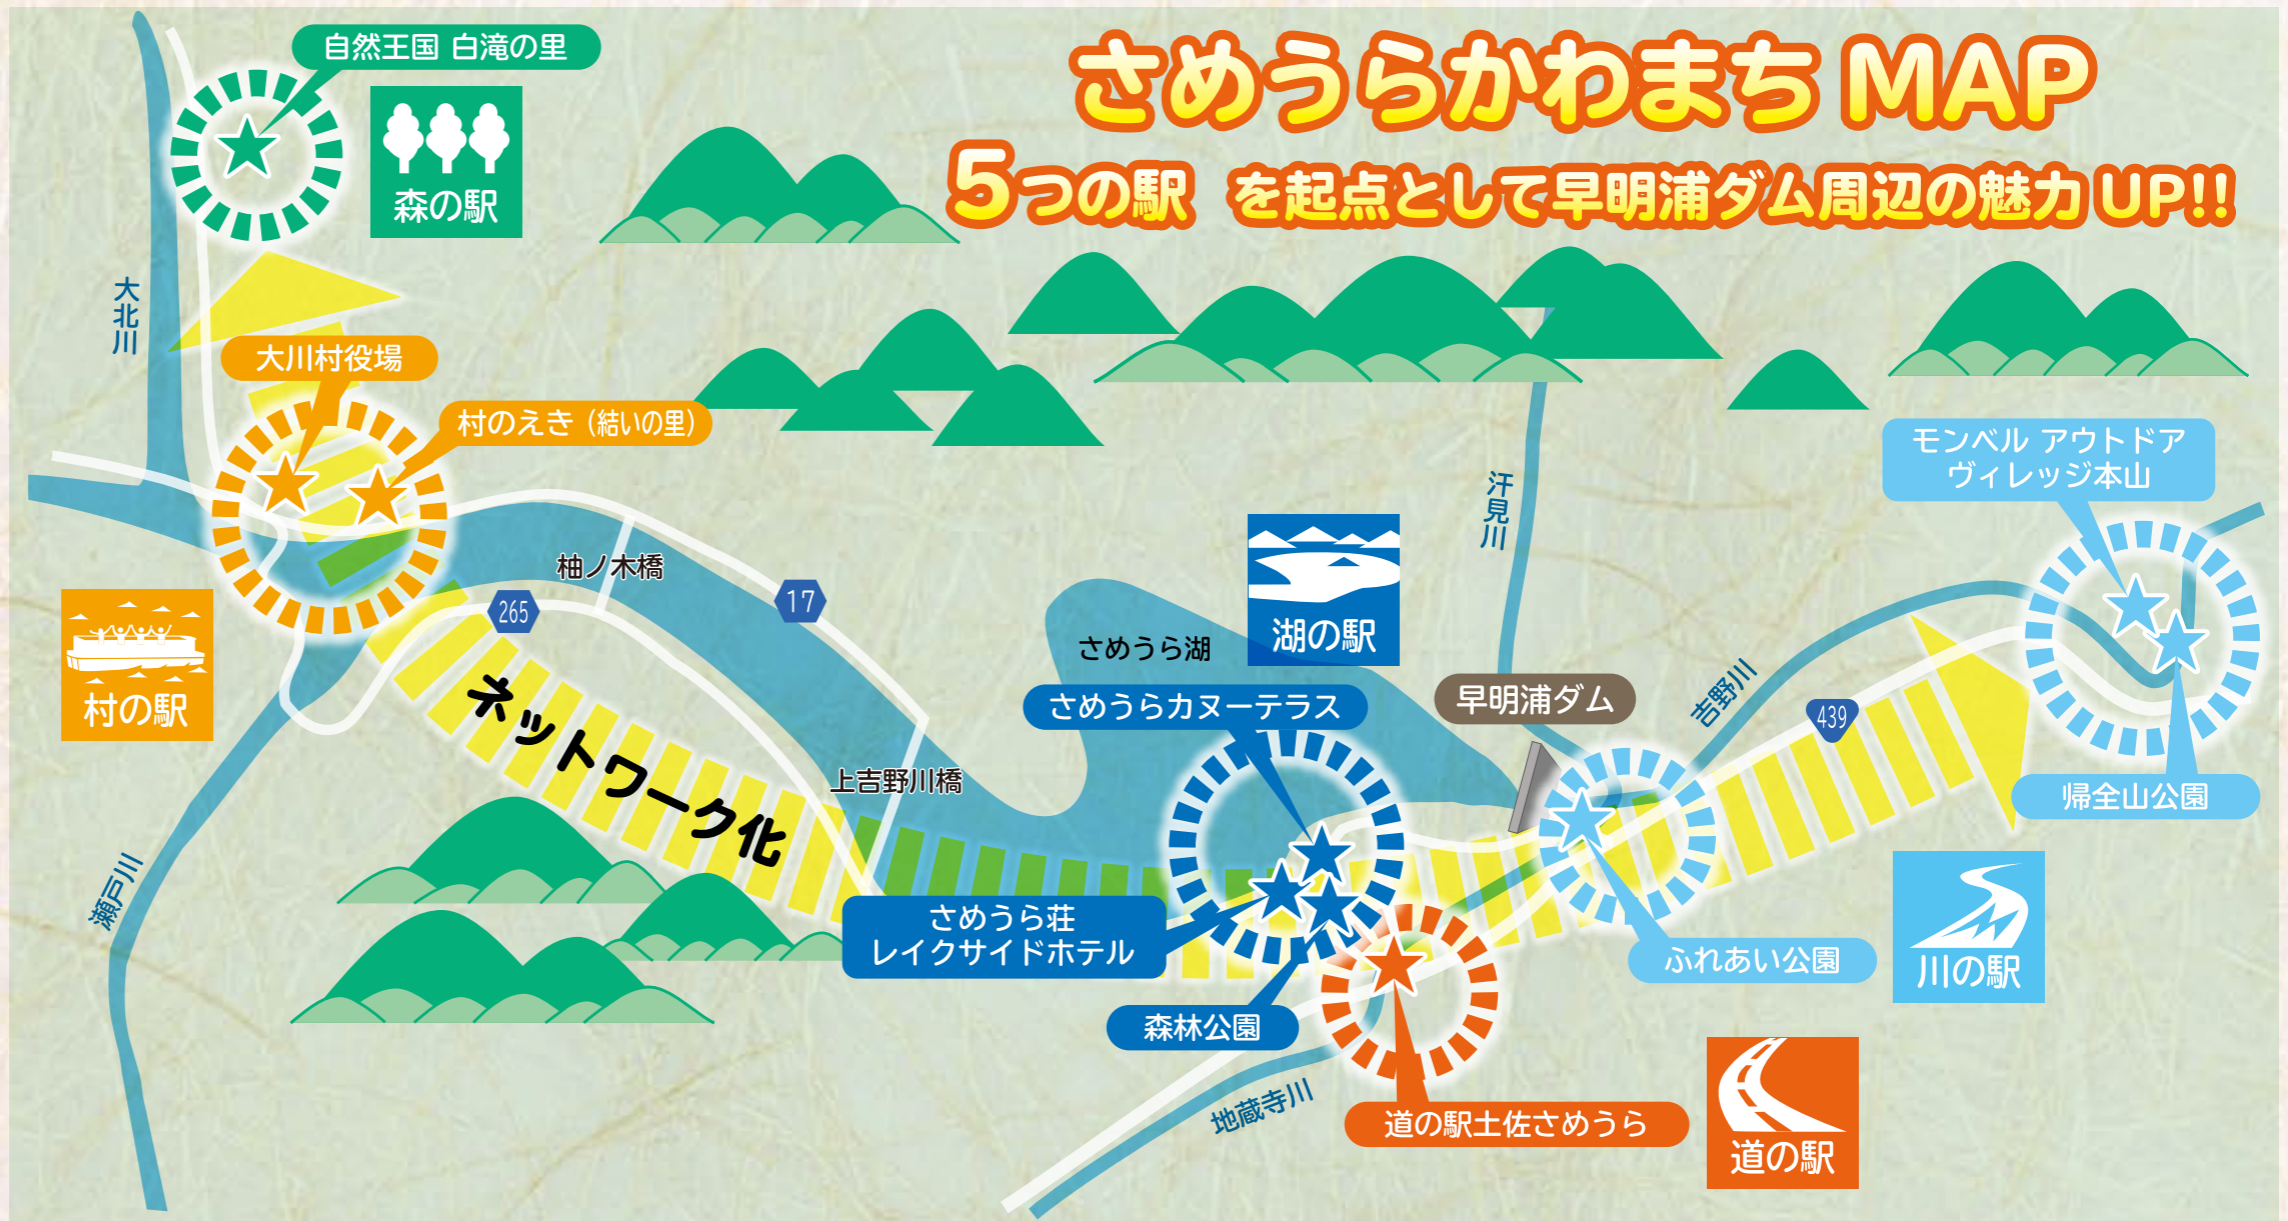 さめうらかわまち MAP
5つの駅 を起点として早明浦ダム周辺の魅力 UP!!
自然王国 白滝の里
森の駅
大北川
大川村役場
村のえき（結いの里）
村の駅
瀬戸川
柚ノ木橋
265
17
ネットワーク化
上吉野川橋
さめうら湖
湖の駅
さめうらカヌーテラス
さめうら荘
レイクサイドホテル
森林公園
汗見川
早明浦ダム
吉野川
439
モンベル アウトドア
ヴィレッジ本山
帰全山公園
ふれあい公園
川の駅
地蔵寺川
道の駅土佐さめうら
道の駅